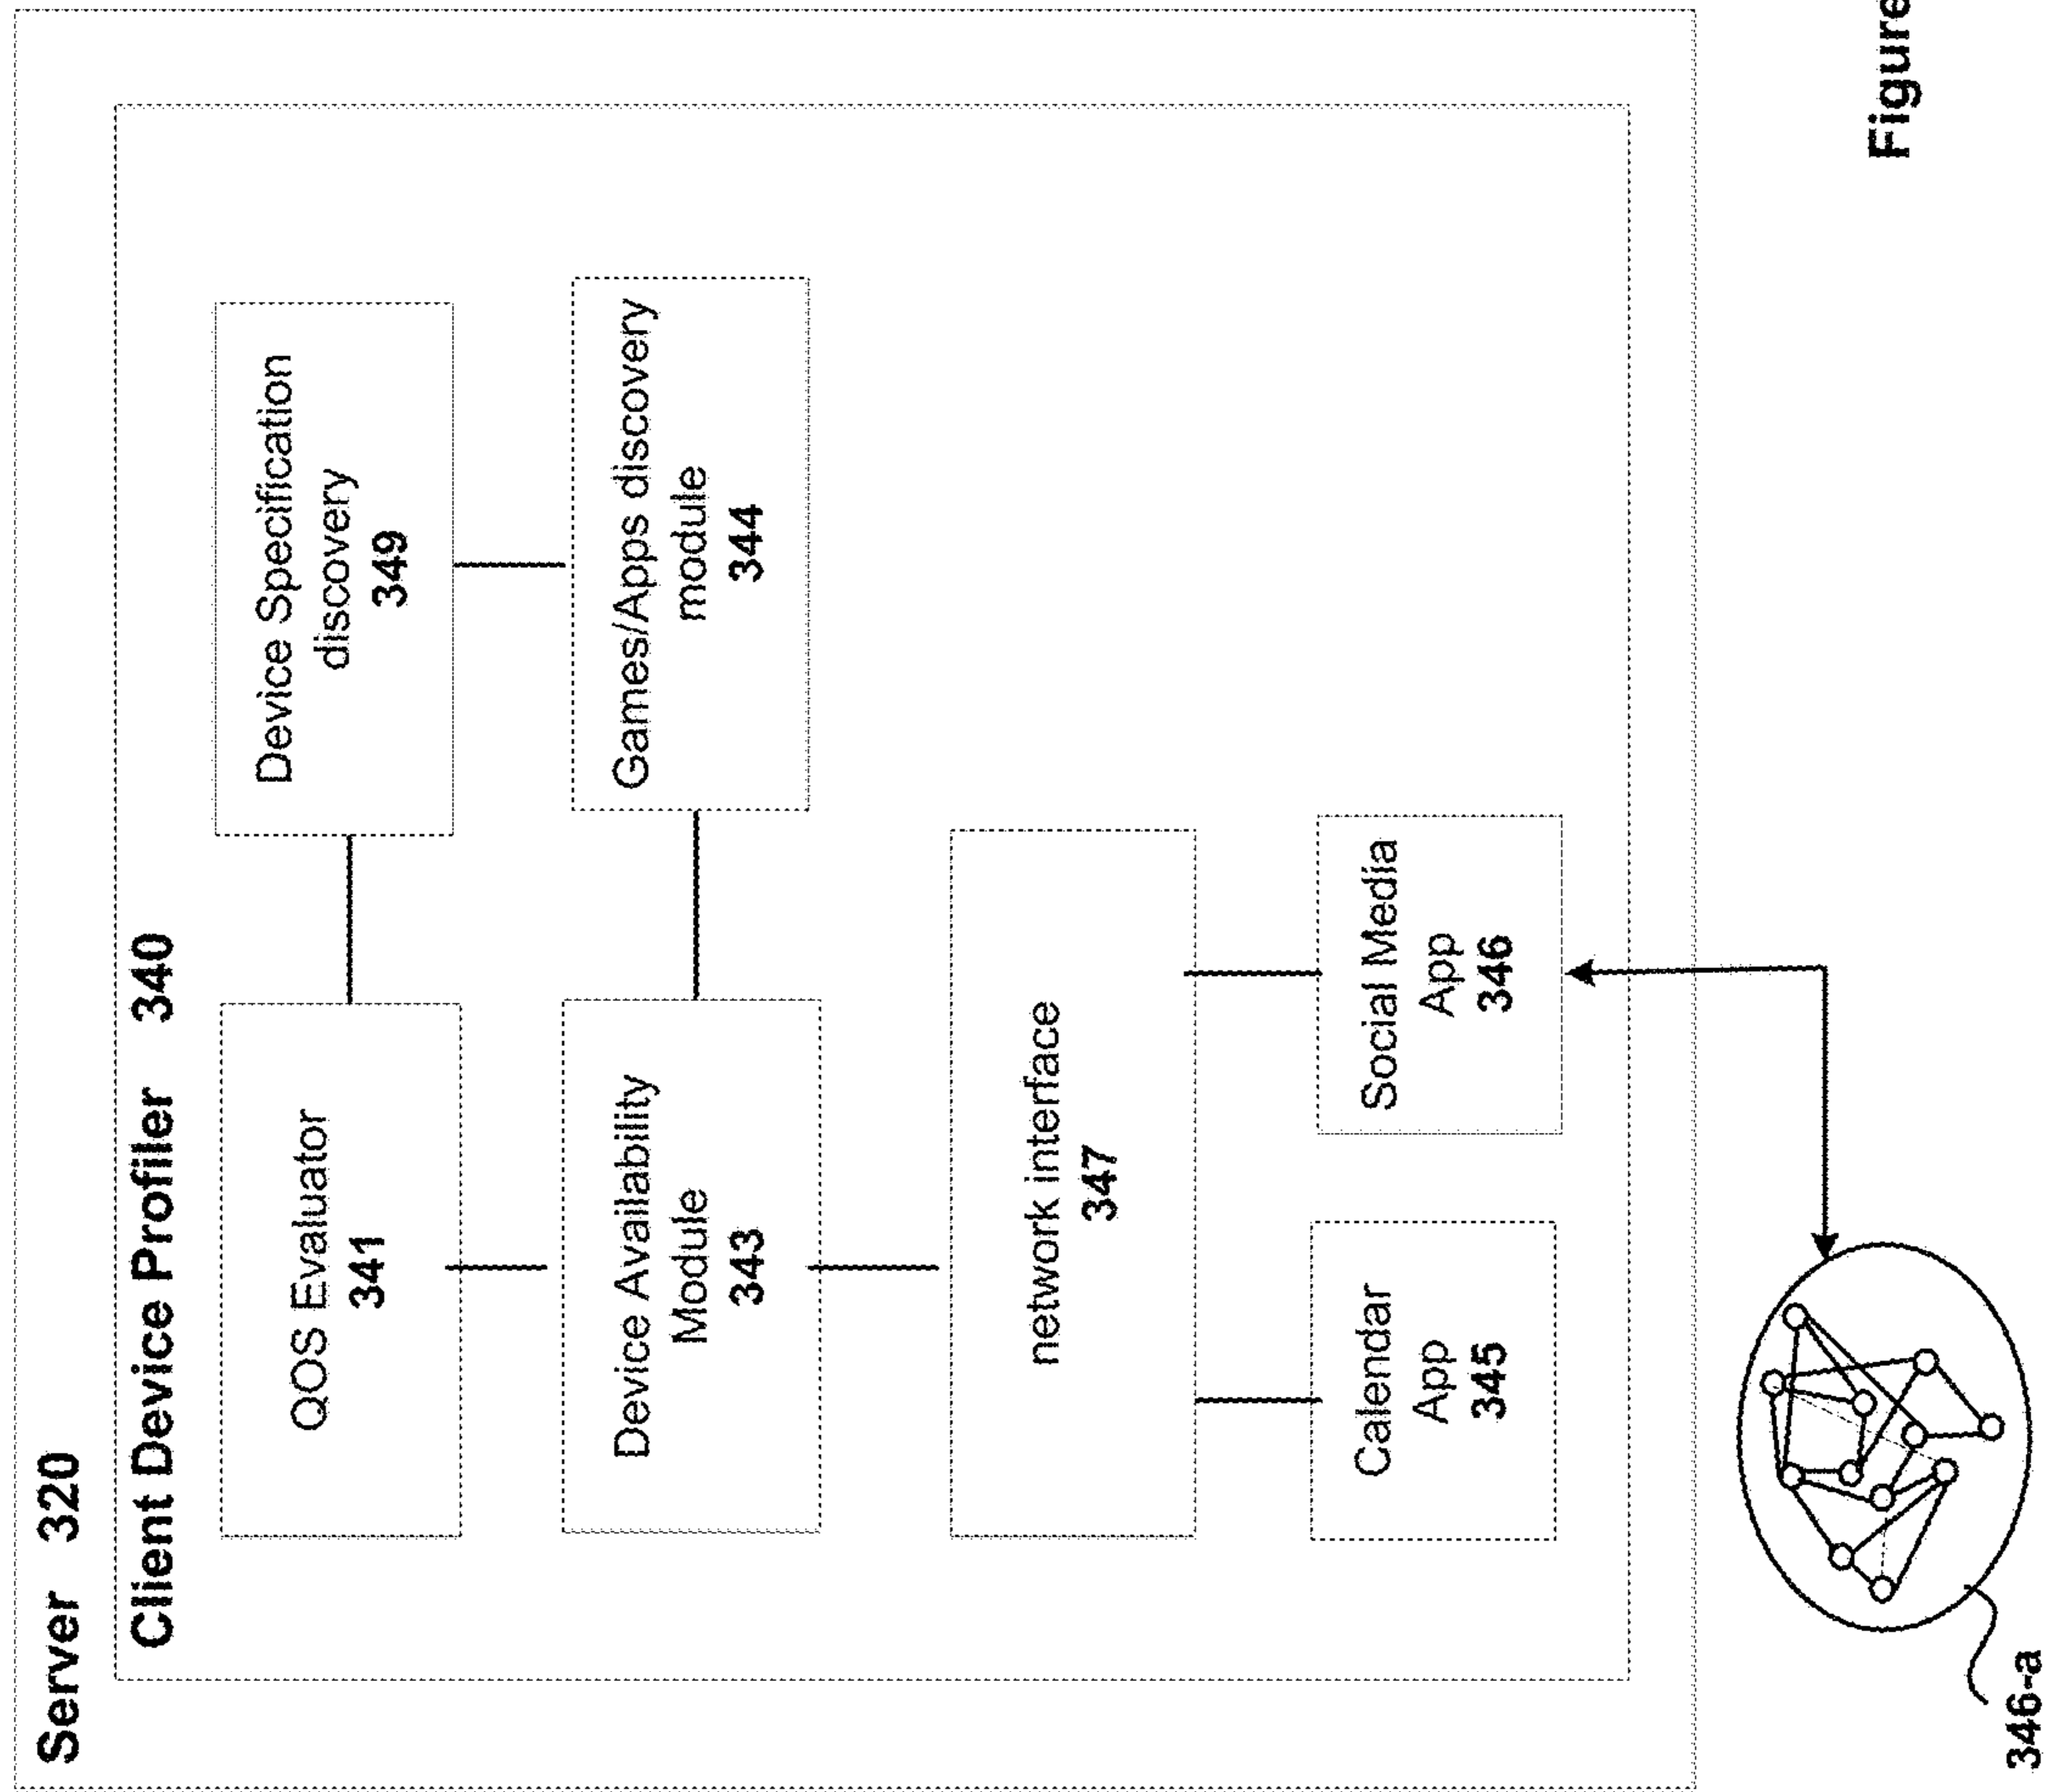 Server 320
Client Device Profiler 340
QOS Evaluator
341
Device Specification
discovery
349
Device Availability
Module
343
Games/Apps discovery
module
344
network interface
347
Calendar
App
345
Social Media
App
346
346-a
Figure